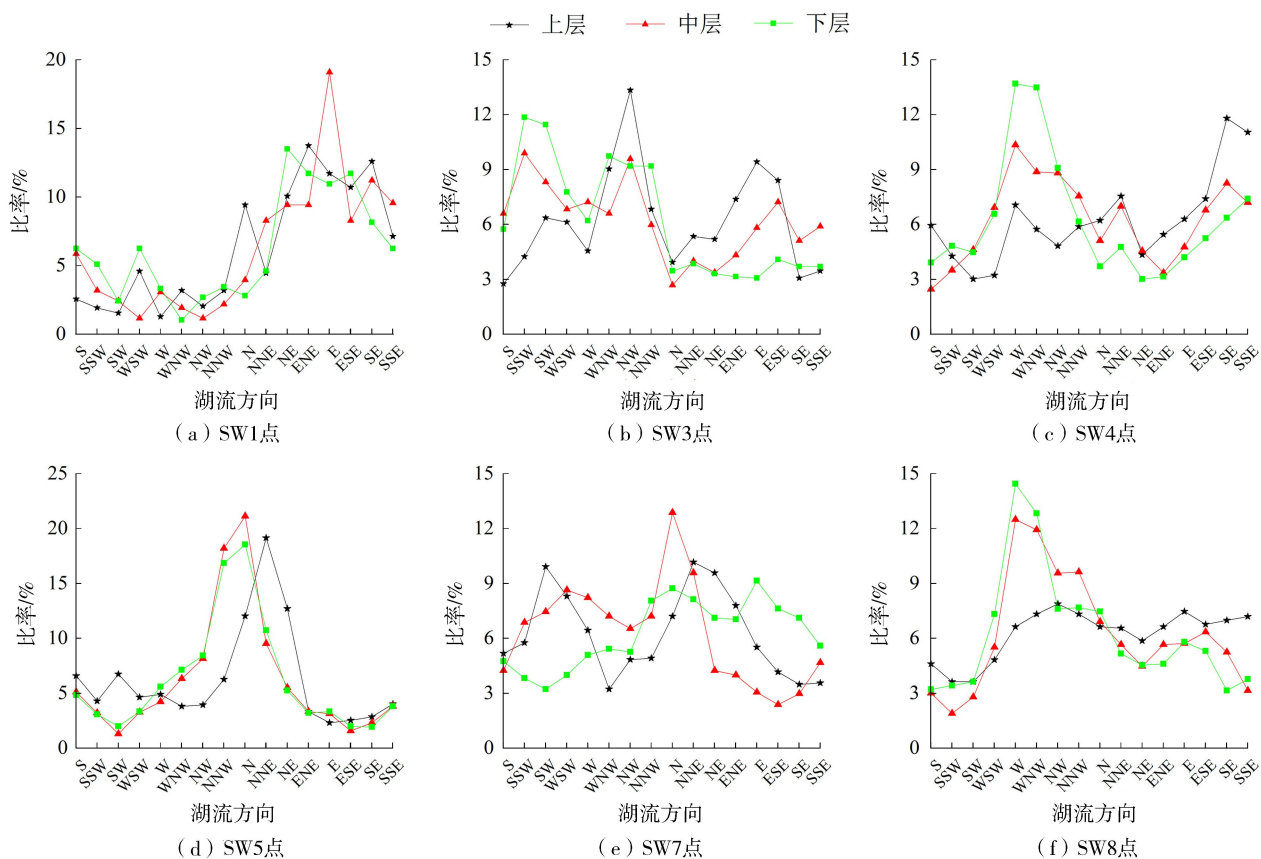 上层 中层 下层
20
15
10
5
0
比率/%
S SSW SW WSW W WNW NW NNW N NNE NE ENE E ESE SE SSE
湖流方向
(a)SW1点
15
12
9
6
3
0
比率/%
S SSW SW WSW W WNW NW NNW N NNE NE ENE E ESE SE SSE
湖流方向
(b)SW3点
15
12
9
6
3
0
比率/%
S SSW SW WSW W WNW NW NNW N NNE NE ENE E ESE SE SSE
湖流方向
(c)SW4点
25
20
15
10
5
0
比率/%
S SSW SW WSW W WNW NW NNW N NNE NE ENE E ESE SE SSE
湖流方向
(d)SW5点
15
12
9
6
3
0
比率/%
S SSW SW WSW W WNW NW NNW N NNE NE ENE E ESE SE SSE
湖流方向
(e)SW7点
15
12
9
6
3
0
比率/%
S SSW SW WSW W WNW NW NNW N NNE NE ENE E ESE SE SSE
湖流方向
(f)SW8点